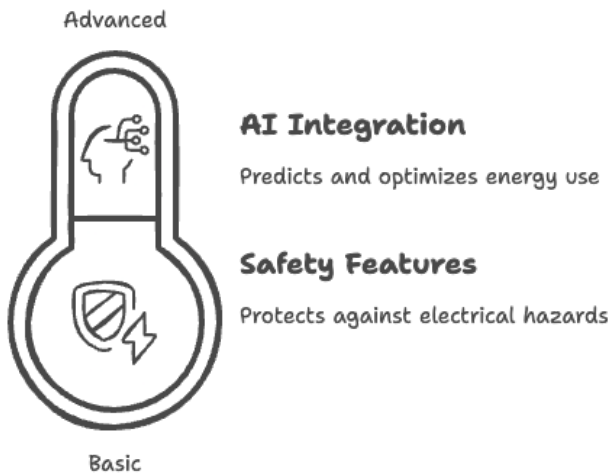 Advanced
AI Integration
Predicts and optimizes energy use
Safety Features
Protects against electrical hazards
Basic